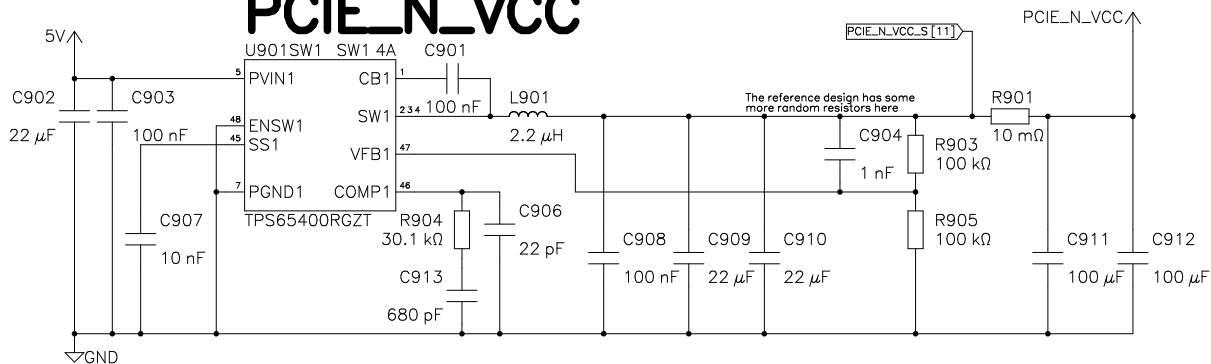 PCIE_N_VCC
PCIE_N_VCC
PCIE_N_VCC_S [11]
5V
U901SW1 SW1 4A
C901
100 nF
5 PVIN1 CB1 1
C902
22 µF
C903
100 nF
SW1 2 3 4
L901
2.2 µH
The reference design has some
more random resistors here
R901
10 mΩ
48 ENSW1
45 SS1
VFB1 47
C904
1 nF
R903
100 kΩ
7 PGND1 COMP1 46
TPS65400RGZT
C907
10 nF
R904
30.1 kΩ
C906
22 pF
R905
100 kΩ
C908
100 nF
C909
22 µF
C910
22 µF
C911
100 µF
C912
100 µF
C913
680 pF
GND